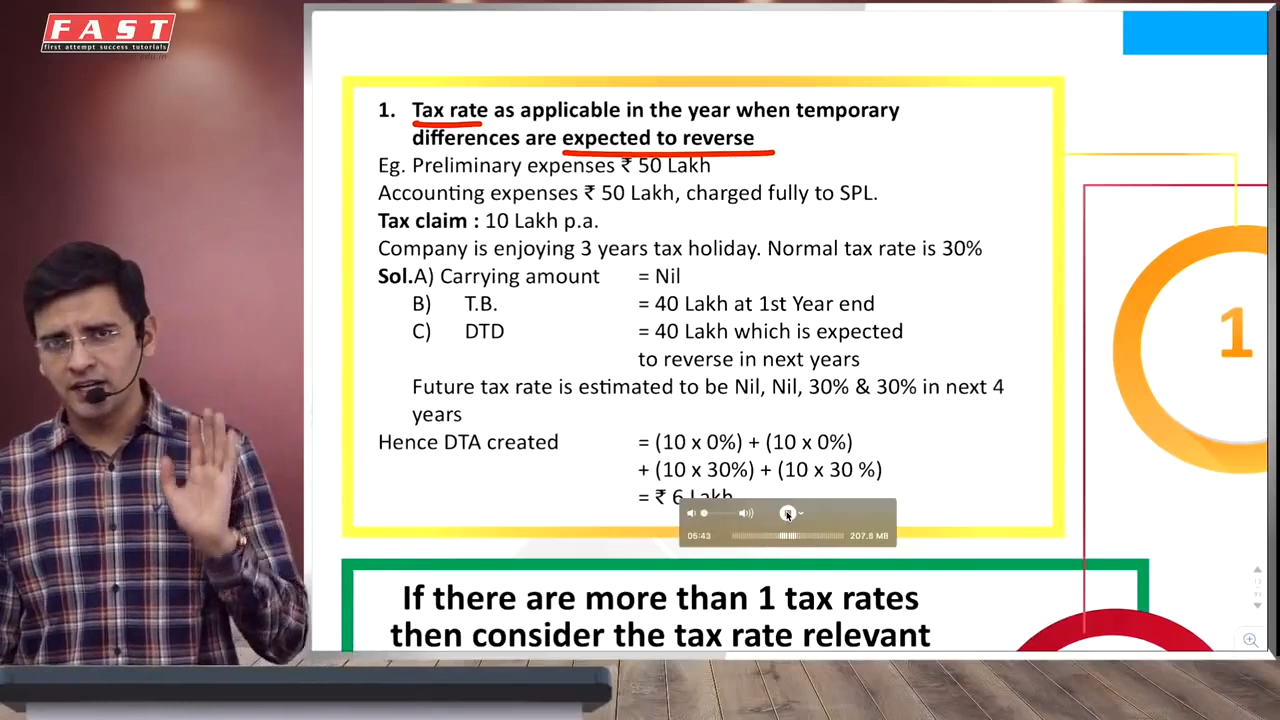 FAST
first attempt success tutorials
1. Tax rate as applicable in the year when temporary
differences are expected to reverse
Eg. Preliminary expenses ₹ 50 Lakh
Accounting expenses ₹ 50 Lakh, charged fully to SPL.
Tax claim : 10 Lakh p.a.
Company is enjoying 3 years tax holiday. Normal tax rate is 30%
Sol.A) Carrying amount = Nil
B) T.B. = 40 Lakh at 1st Year end
C) DTD = 40 Lakh which is expected
to reverse in next years
Future tax rate is estimated to be Nil, Nil, 30% & 30% in next 4
years
Hence DTA created = (10 x 0%) + (10 x 0%)
+ (10 x 30%) + (10 x 30 %)
= ₹ 6 Lakh
05:43 207.8 MB
If there are more than 1 tax rates
then consider the tax rate relevant
1